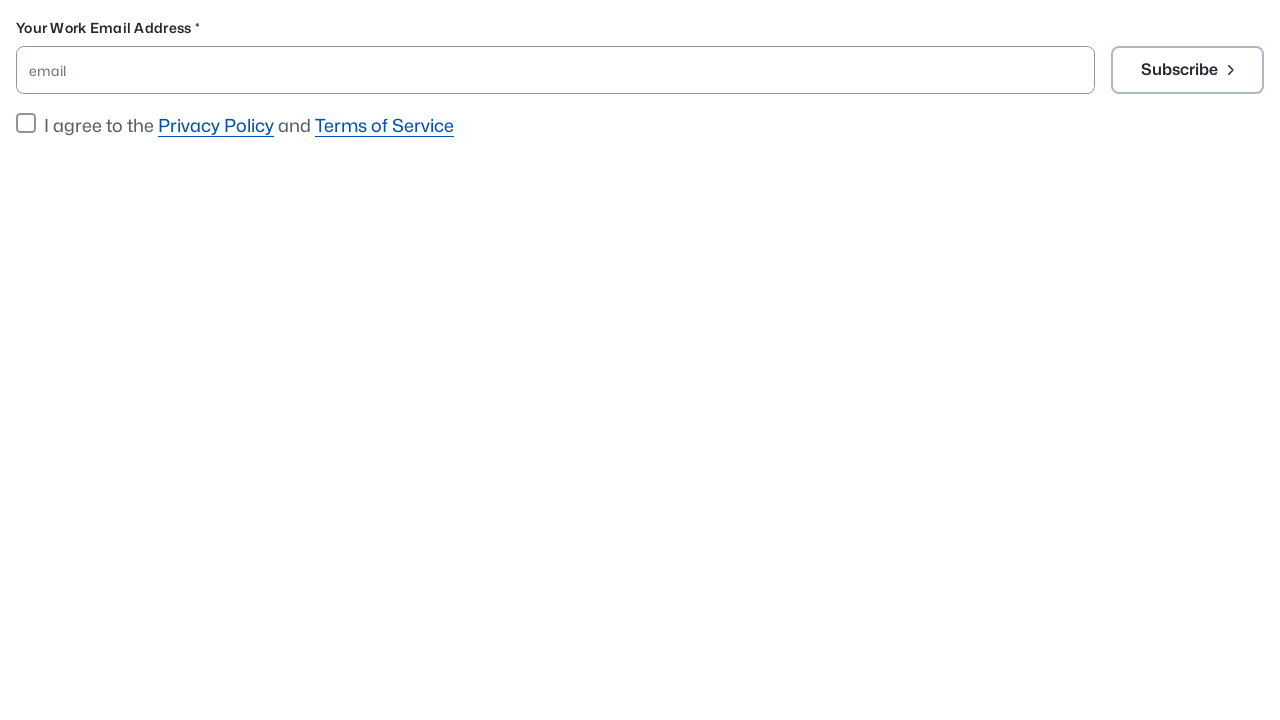 Your Work Email Address *
email
Subscribe
I agree to the Privacy Policy and Terms of Service